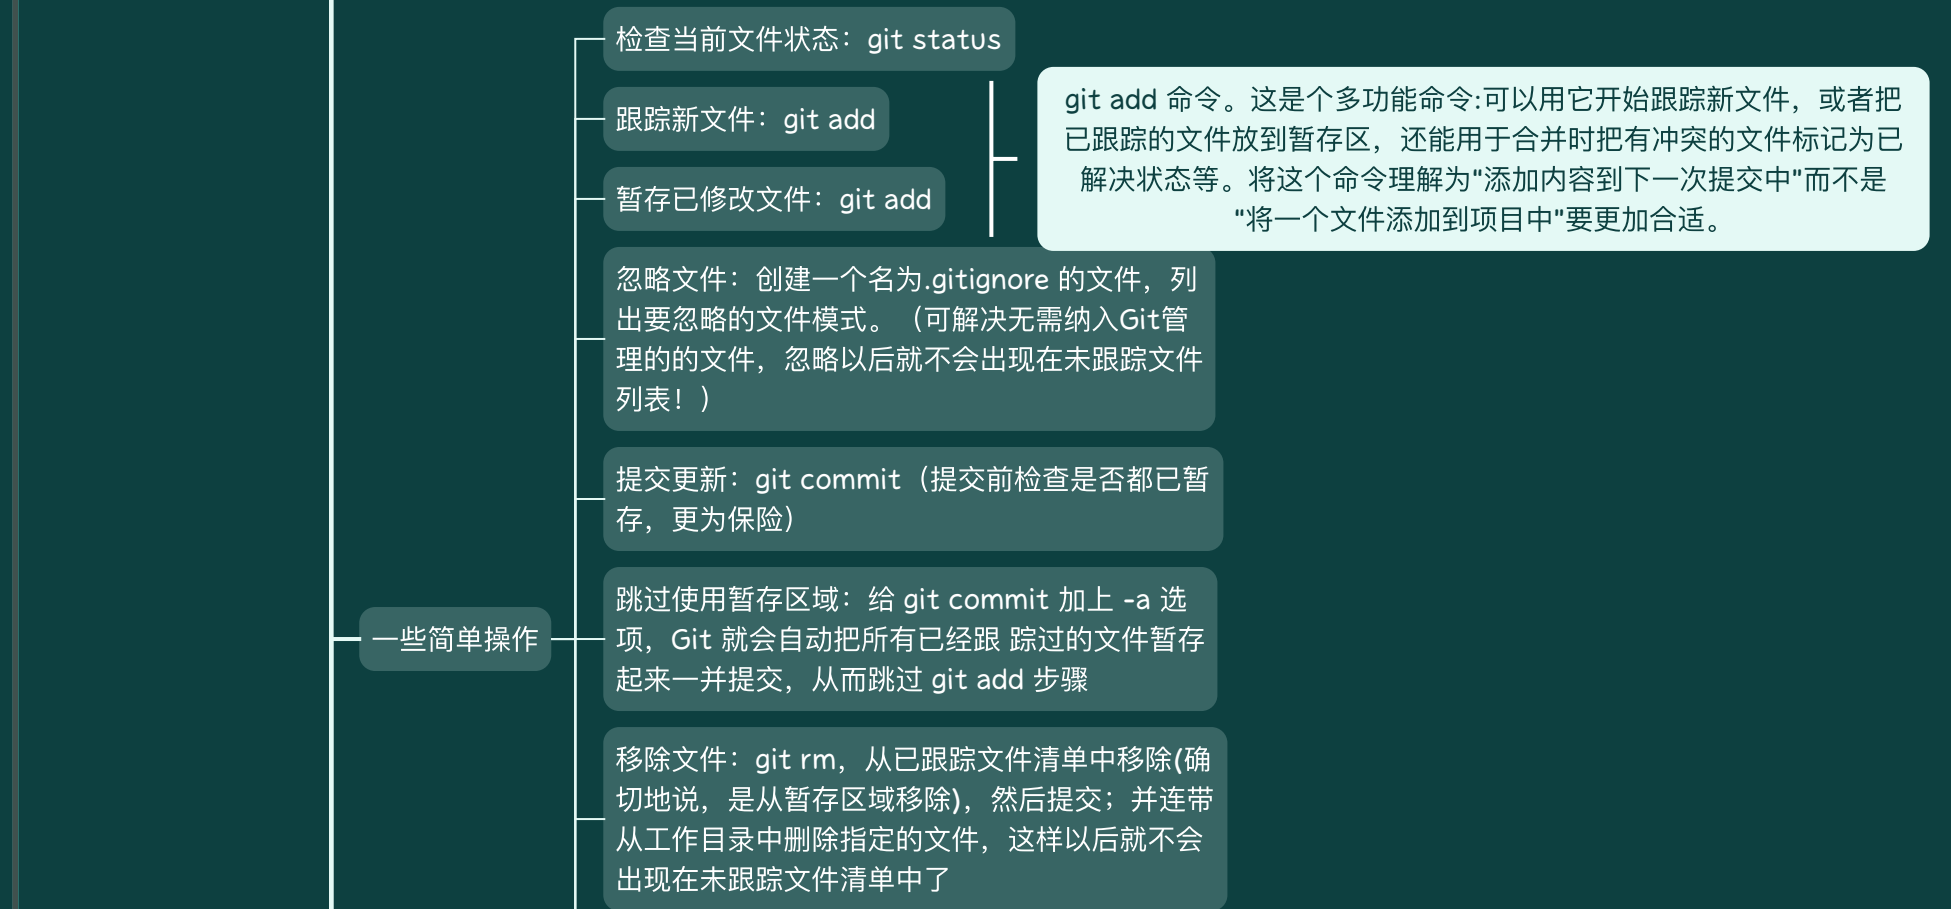 检查当前文件状态：git status
跟踪新文件：git add
暂存已修改文件：git add
git add 命令。这是个多功能命令:可以用它开始跟踪新文件，或者把
已跟踪的文件放到暂存区，还能用于合并时把有冲突的文件标记为已
解决状态等。将这个命令理解为"添加内容到下一次提交中"而不是
"将一个文件添加到项目中"要更加合适。
忽略文件：创建一个名为.gitignore 的文件，列
出要忽略的文件模式。（可解决无需纳入Git管
理的的文件，忽略以后就不会出现在未跟踪文件
列表！）
提交更新：git commit（提交前检查是否都已暂
存，更为保险）
一些简单操作
跳过使用暂存区域：给 git commit 加上 -a 选
项，Git 就会自动把所有已经跟 踪过的文件暂存
起来一并提交，从而跳过 git add 步骤
移除文件：git rm，从已跟踪文件清单中移除(确
切地说，是从暂存区域移除)，然后提交；并连带
从工作目录中删除指定的文件，这样以后就不会
出现在未跟踪文件清单中了